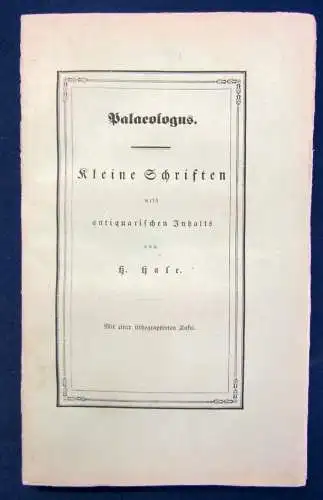 Palaeologus.
Kleine Schriften
meist
antiquarischen Inhalts
von
H. Hase.
Mit einer lithographirten Tafel.